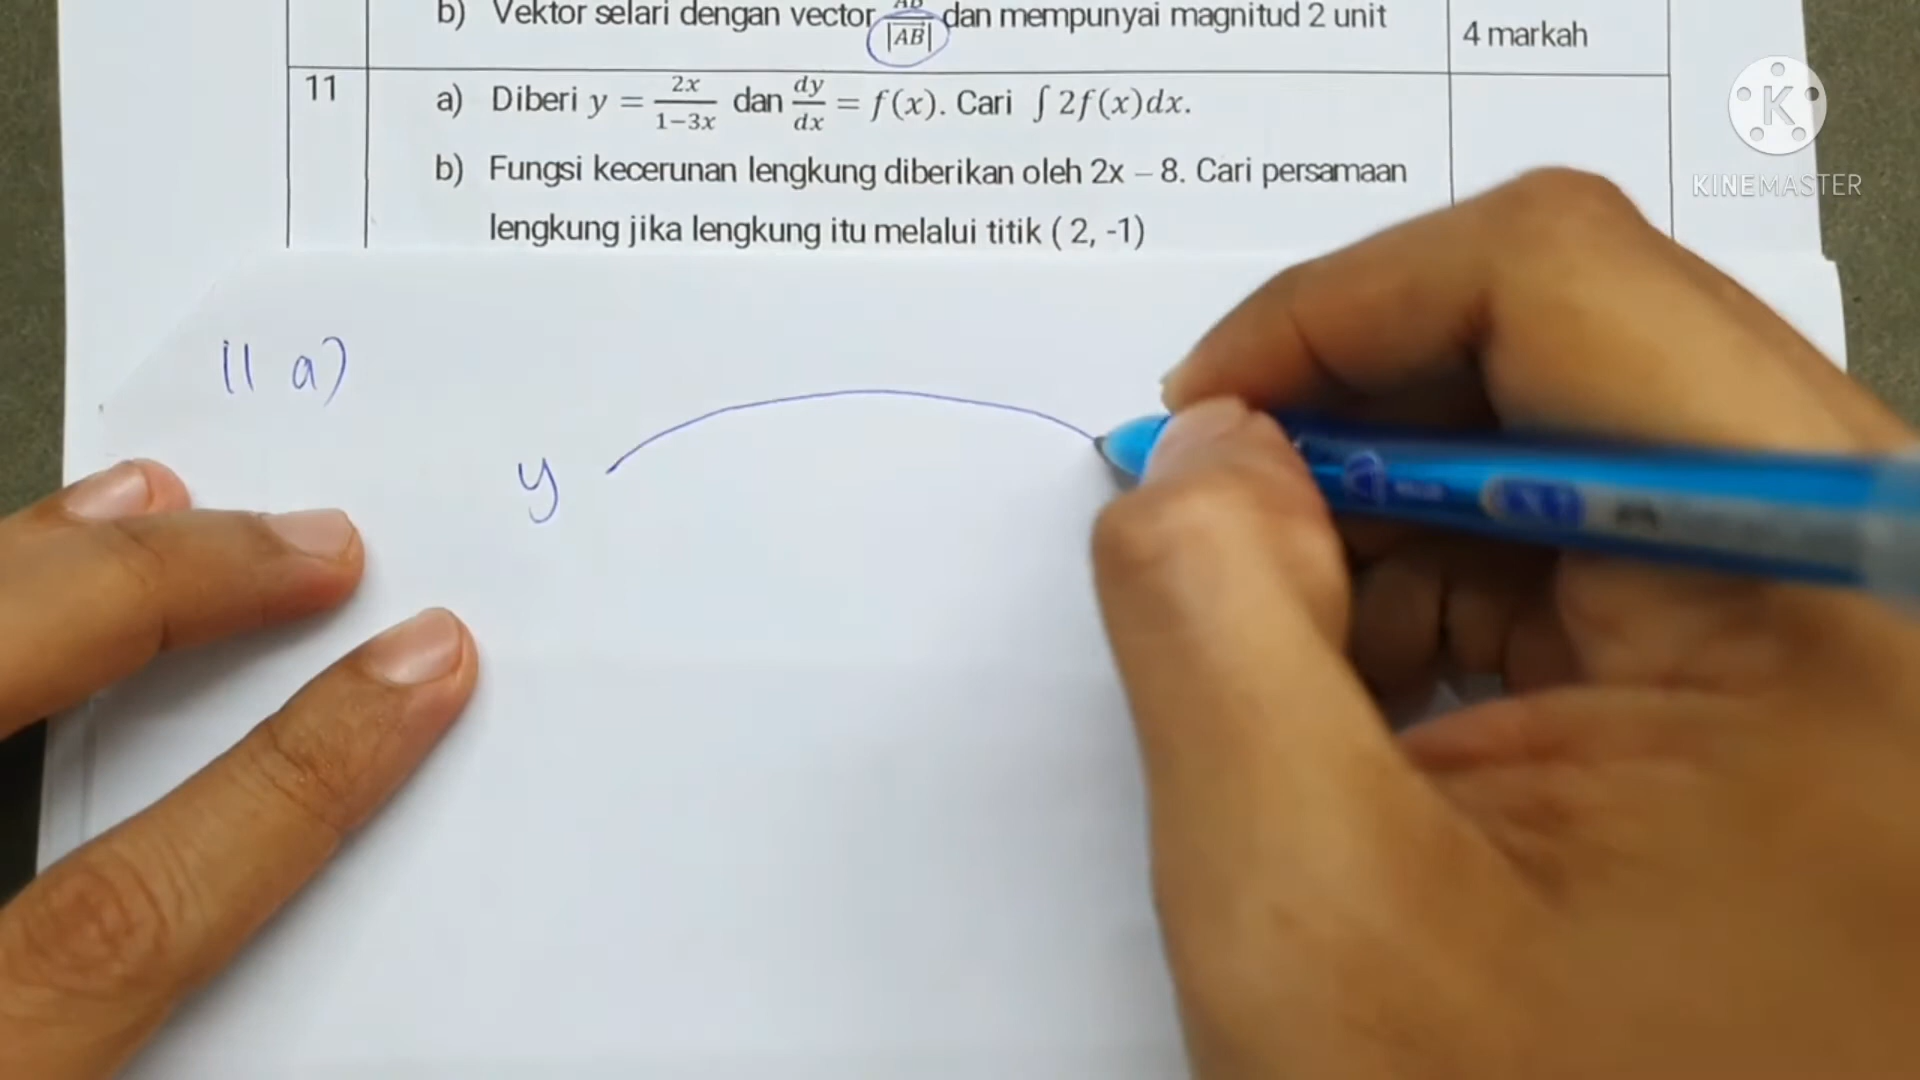 b) Vektor selari dengan vector AB/|AB| dan mempunyai magnitud 2 unit
4 markah
11
a) Diberi y = 2x/(1−3x) dan dy/dx = f(x). Cari ∫ 2f(x)dx.
b) Fungsi kecerunan lengkung diberikan oleh 2x – 8. Cari persamaan
lengkung jika lengkung itu melalui titik ( 2, -1)
K
KINEMASTER
11 a)
y